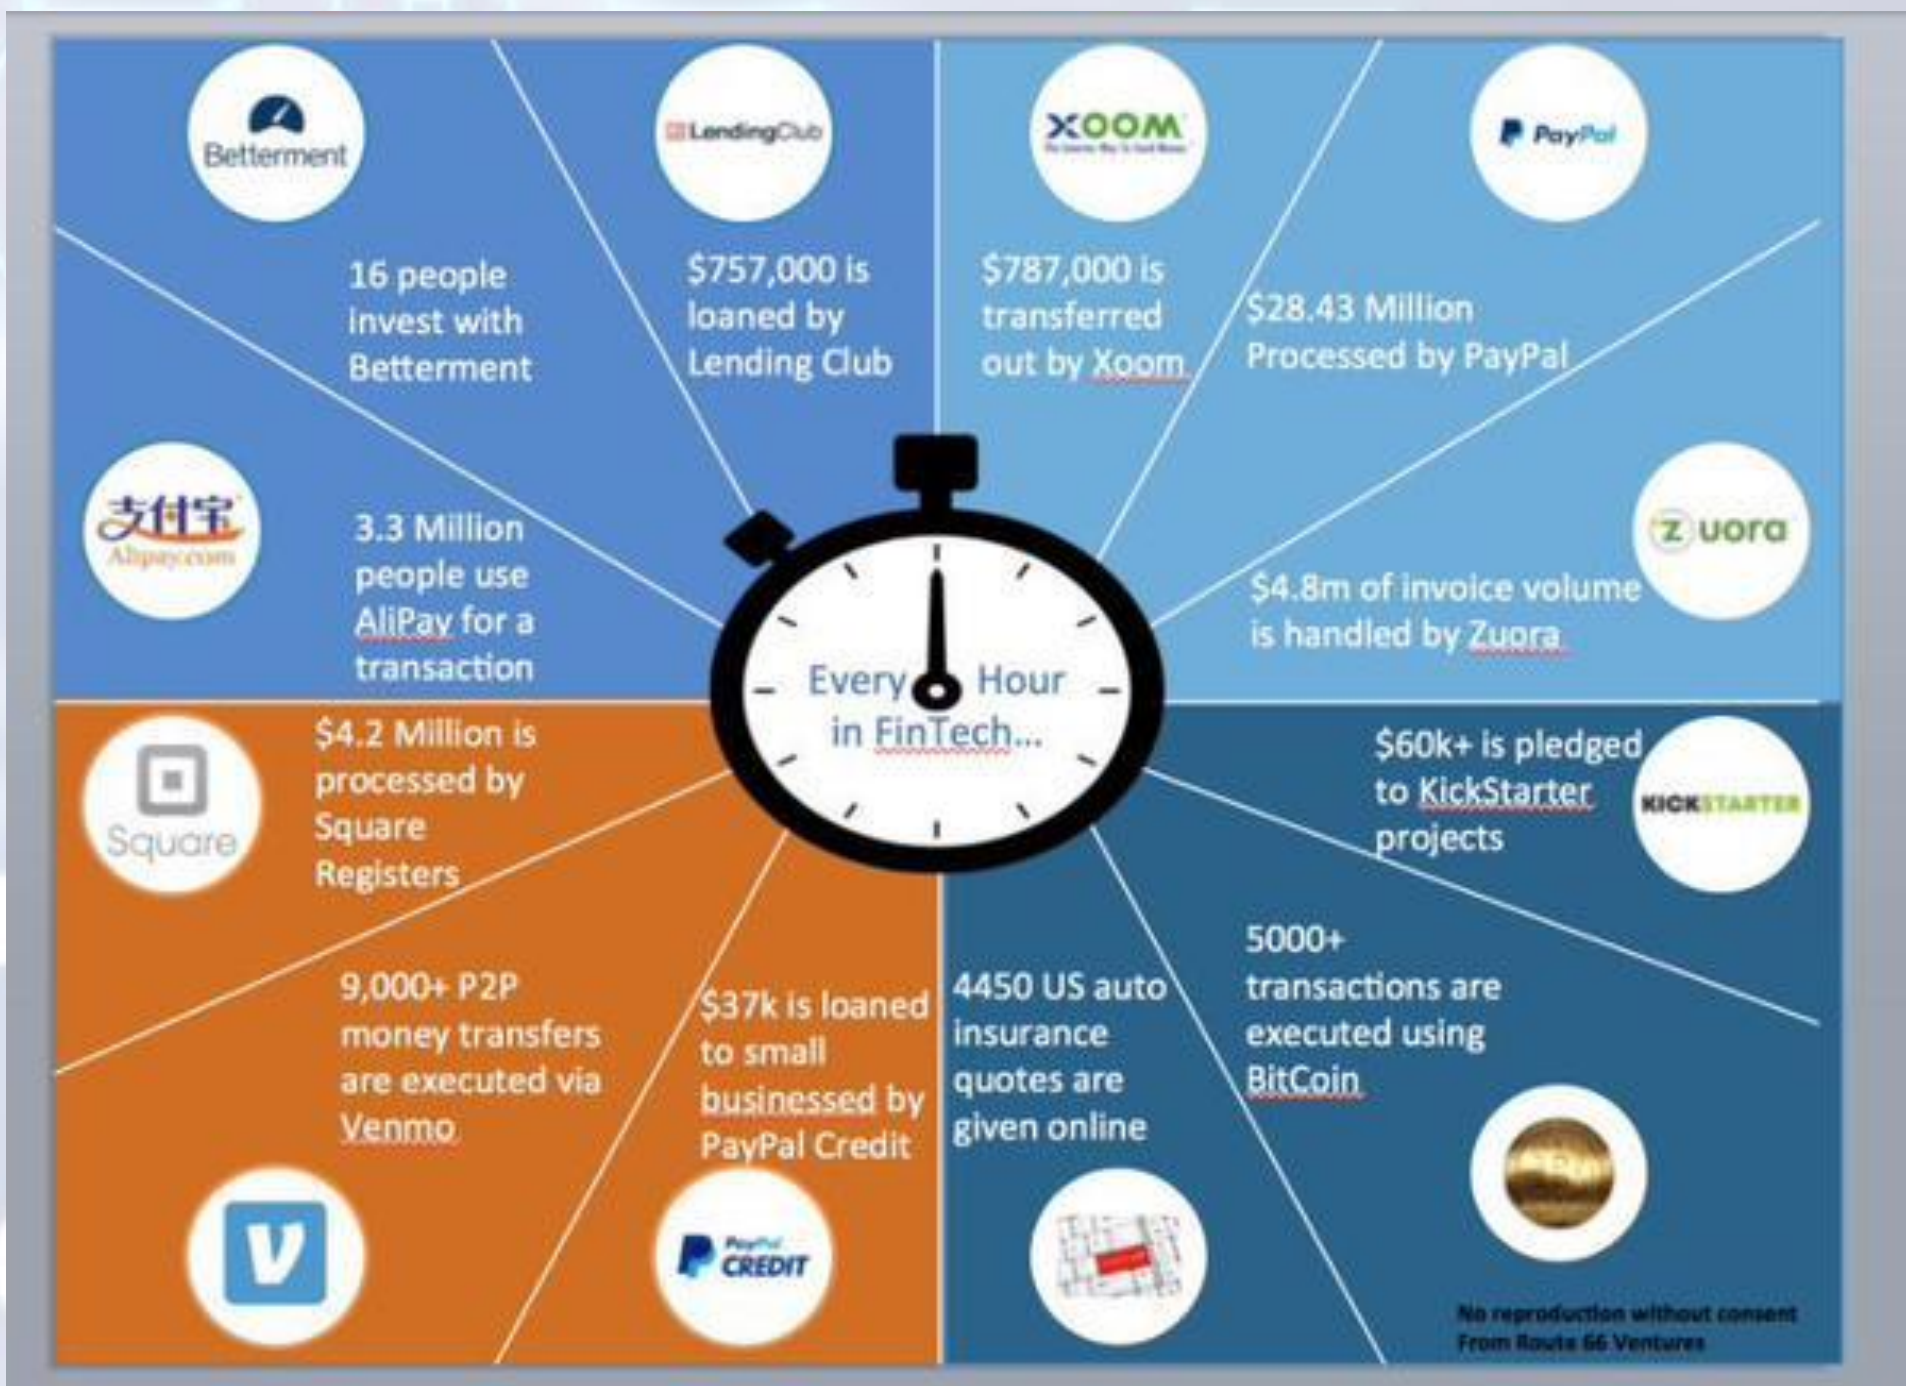 Betterment
16 people
invest with
Betterment
LendingClub
$757,000 is
loaned by
Lending Club
XOOM
$787,000 is
transferred
out by Xoom
PayPal
$28.43 Million
Processed by PayPal
zuora
$4.8m of invoice volume
is handled by Zuora
KICKSTARTER
$60k+ is pledged
to KickStarter
projects
5000+
transactions are
executed using
BitCoin
4450 US auto
insurance
quotes are
given online
$37k is loaned
to small
businessed by
PayPal Credit
PayPal
CREDIT
9,000+ P2P
money transfers
are executed via
Venmo
V
Square
$4.2 Million is
processed by
Square
Registers
支付宝
Alipay.com
3.3 Million
people use
AliPay for a
transaction
Every Hour
in FinTech...
No reproduction without consent
From Route 66 Ventures